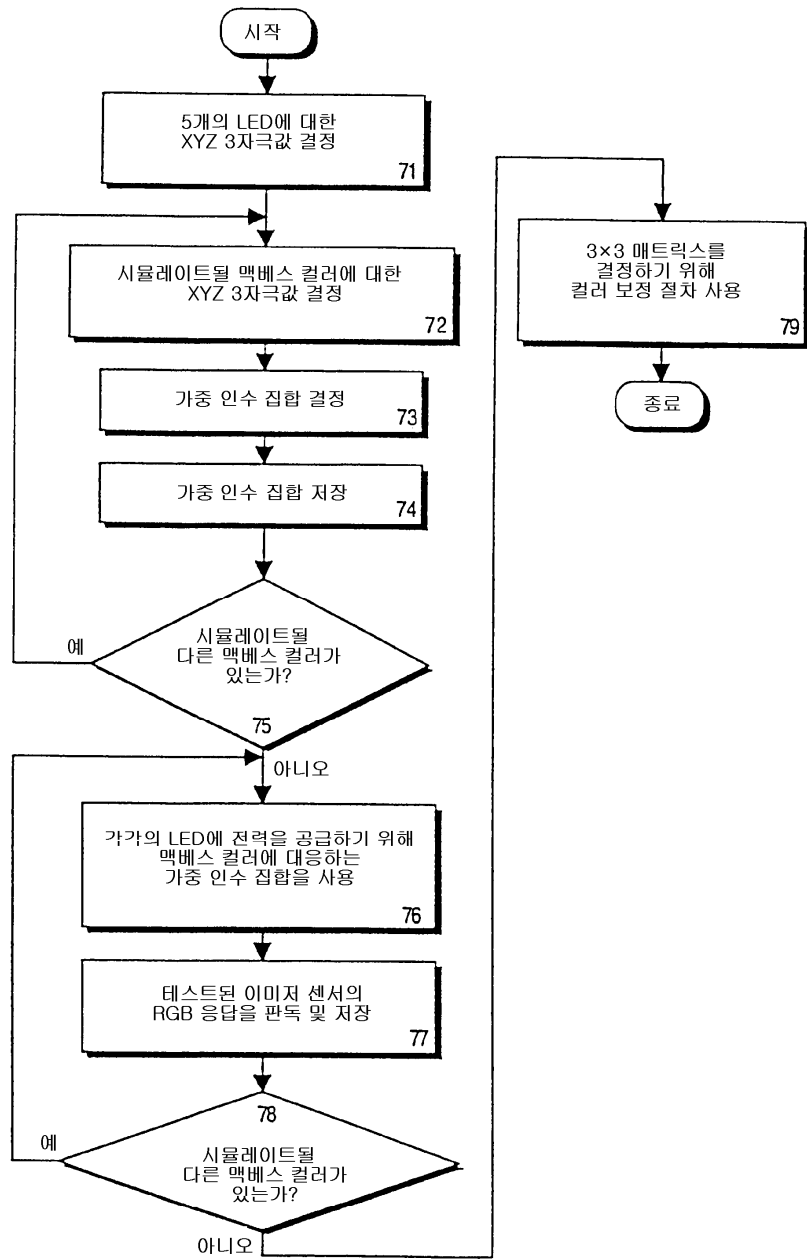 시작
5개의 LED에 대한
XYZ 3자극값 결정
71
시뮬레이트될 맥베스 컬러에 대한
XYZ 3자극값 결정
72
가중 인수 집합 결정
73
가중 인수 집합 저장
74
예
시뮬레이트될
다른 맥베스 컬러가
있는가?
75
아니오
각각의 LED에 전력을 공급하기 위해
맥베스 컬러에 대응하는
가중 인수 집합을 사용
76
테스트된 이미저 센서의
RGB 응답을 판독 및 저장
77
78
예
시뮬레이트될
다른 맥베스 컬러가
있는가?
아니오
3×3 매트릭스를
결정하기 위해
컬러 보정 절차 사용
79
종료